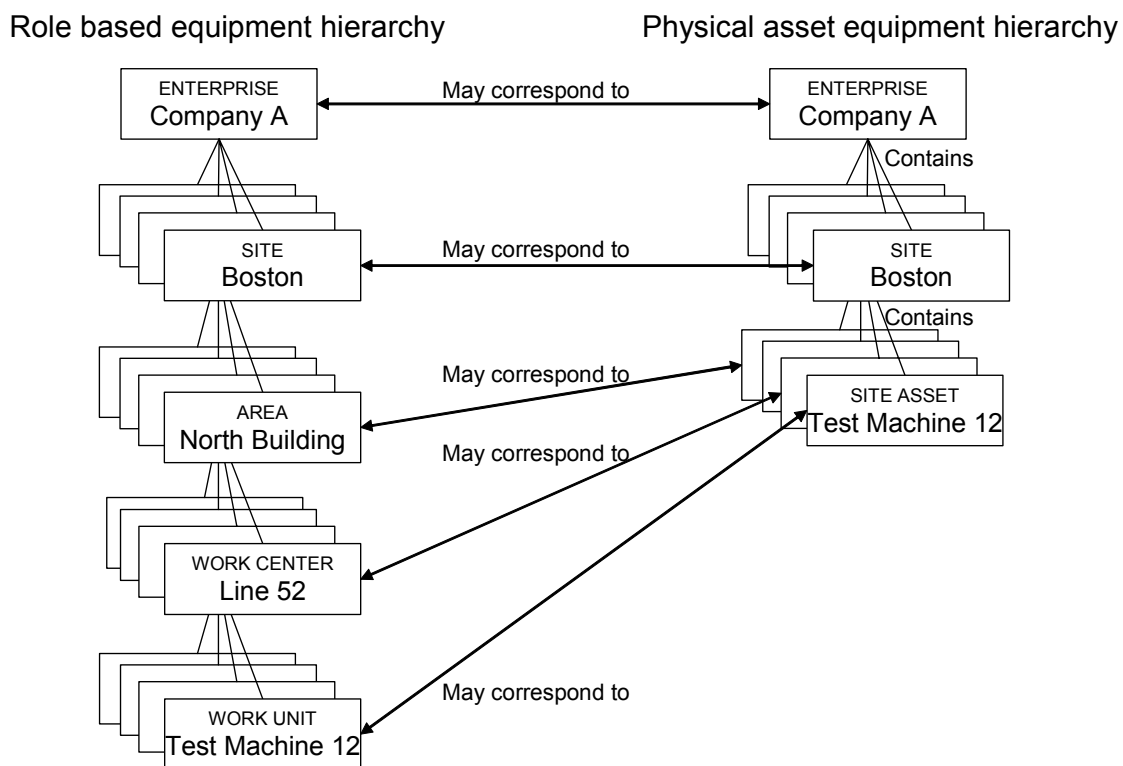 Role based equipment hierarchy
Physical asset equipment hierarchy
ENTERPRISE
Company A
May correspond to
ENTERPRISE
Company A
Contains
SITE
Boston
May correspond to
SITE
Boston
Contains
AREA
North Building
May correspond to
SITE ASSET
Test Machine 12
May correspond to
WORK CENTER
Line 52
May correspond to
WORK UNIT
Test Machine 12